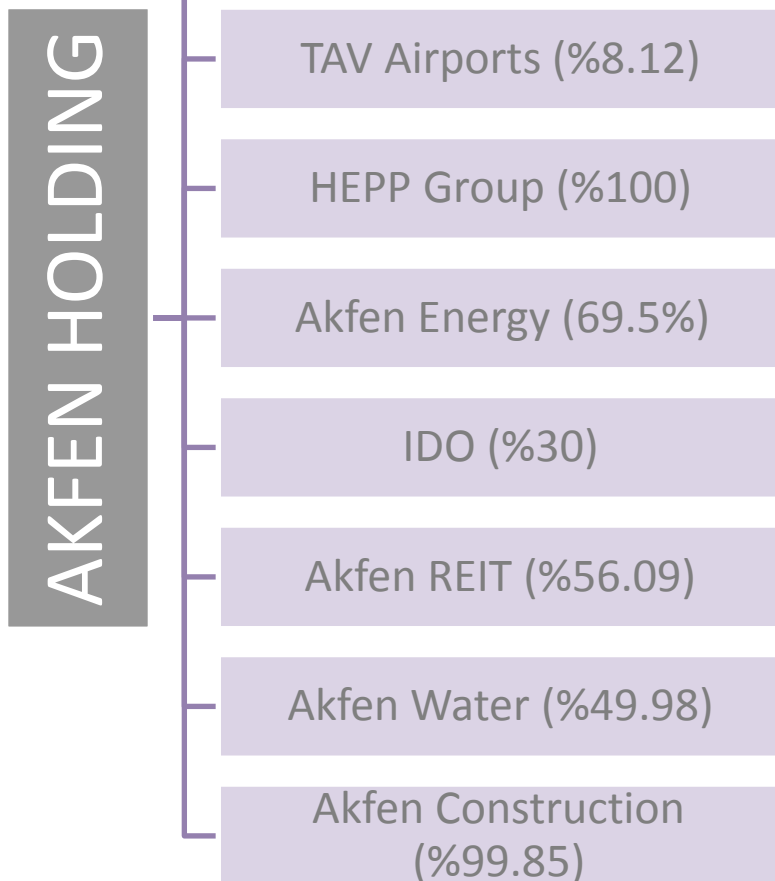 AKFEN HOLDING
TAV Airports (%8.12)
HEPP Group (%100)
Akfen Energy (69.5%)
IDO (%30)
Akfen REIT (%56.09)
Akfen Water (%49.98)
Akfen Construction
(%99.85)